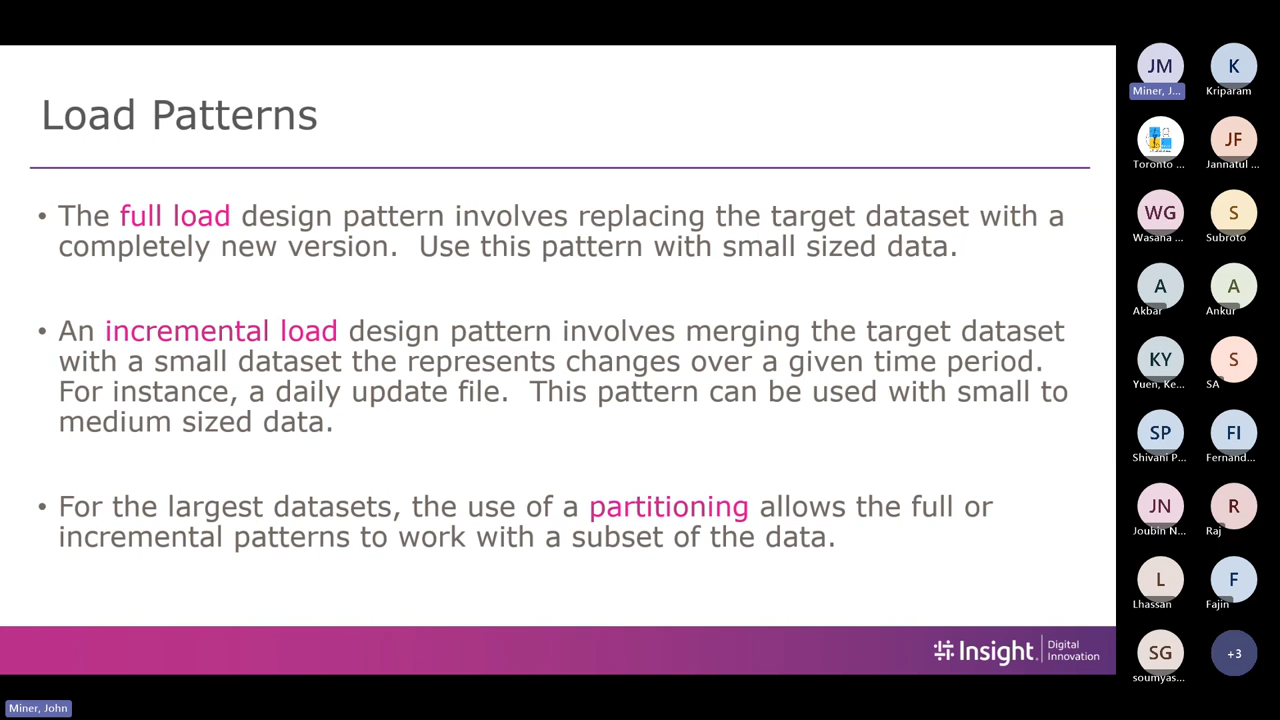 Load Patterns
• The full load design pattern involves replacing the target dataset with a
completely new version.  Use this pattern with small sized data.
• An incremental load design pattern involves merging the target dataset
with a small dataset the represents changes over a given time period.
For instance, a daily update file.  This pattern can be used with small to
medium sized data.
• For the largest datasets, the use of a partitioning allows the full or
incremental patterns to work with a subset of the data.
Insight Digital
Innovation
JM K
Miner, J... Kriparam
JF
Toronto ... Jannatul ...
WG S
Wasana ... Subroto
A A
Akbar Ankur
KY S
Yuen, Ke... SA
SP FI
Shivani P... Fernand...
JN R
Joubin N... Raj
L F
Lhassan Fajin
SG +3
soumyas...
Miner, John